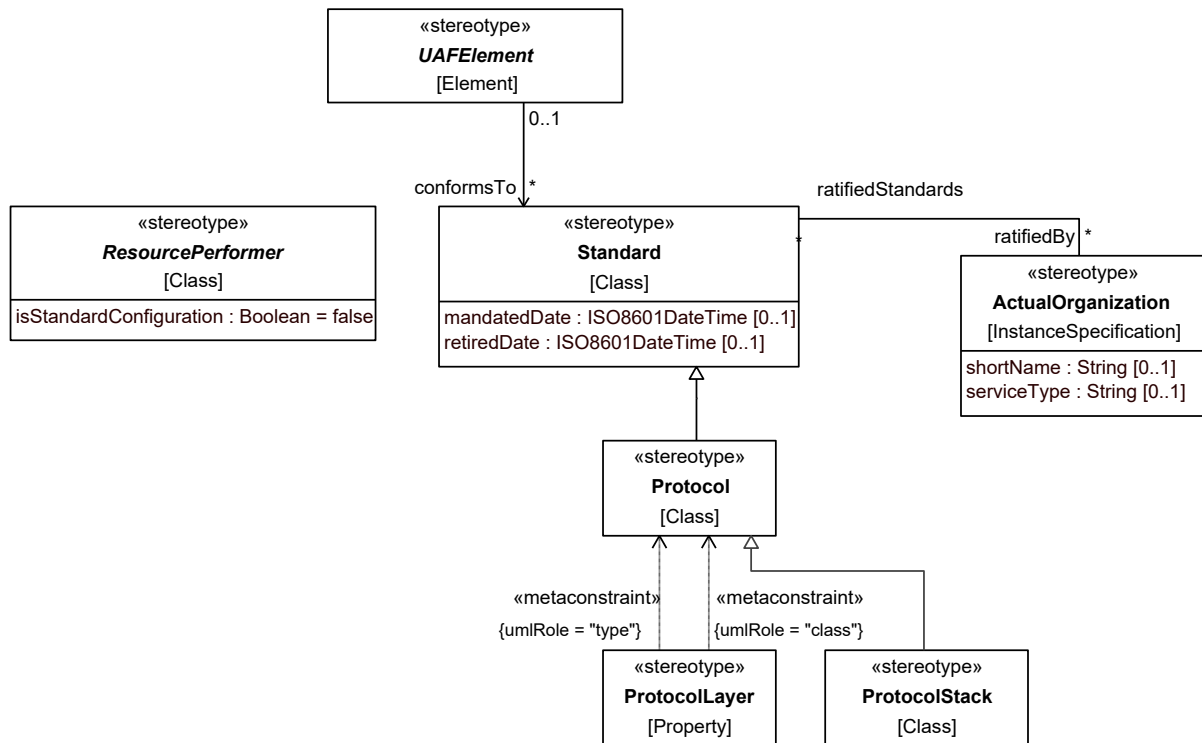 «stereotype»
UAFElement
[Element]
0..1
conformsTo *
«stereotype»
ResourcePerformer
[Class]
isStandardConfiguration : Boolean = false
«stereotype»
Standard
[Class]
mandatedDate : ISO8601DateTime [0..1]
retiredDate : ISO8601DateTime [0..1]
ratifiedStandards
*
ratifiedBy *
«stereotype»
ActualOrganization
[InstanceSpecification]
shortName : String [0..1]
serviceType : String [0..1]
«stereotype»
Protocol
[Class]
«metaconstraint»
{umlRole = "type"}
«metaconstraint»
{umlRole = "class"}
«stereotype»
ProtocolLayer
[Property]
«stereotype»
ProtocolStack
[Class]